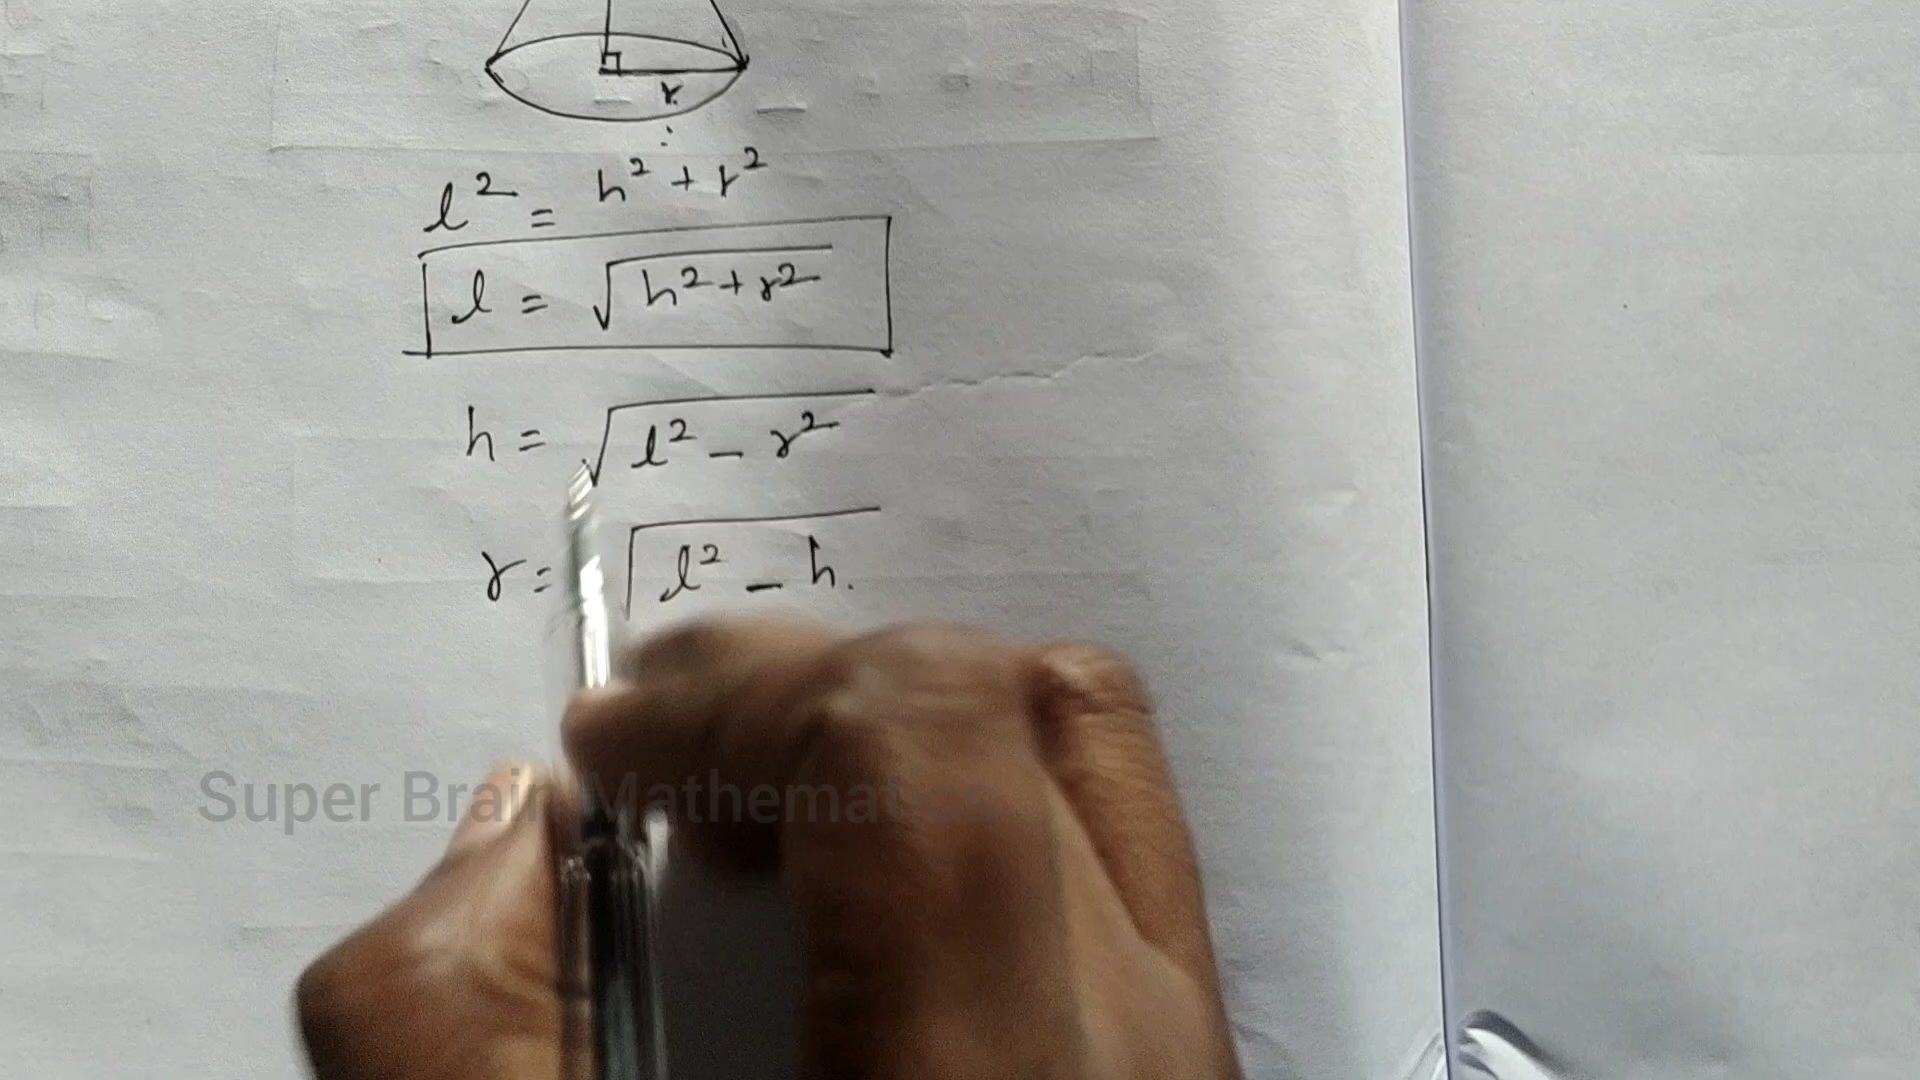 r
l² = h² + r²
l = √h²+r²
h = √l² - r²
r = √l² - h.
Super Brain Mathematics